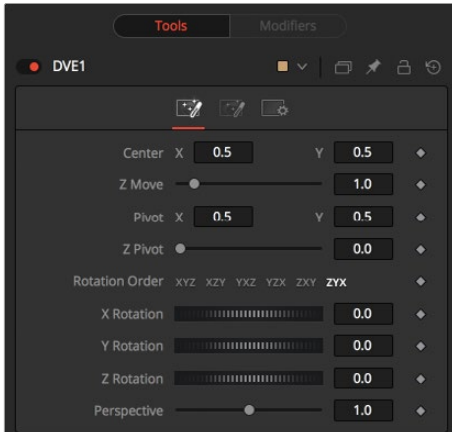 Tools Modifiers
DVE1
Center X 0.5 Y 0.5
Z Move 1.0
Pivot X 0.5 Y 0.5
Z Pivot 0.0
Rotation Order XYZ XZY YXZ YZX ZXY ZYX
X Rotation 0.0
Y Rotation 0.0
Z Rotation 0.0
Perspective 1.0